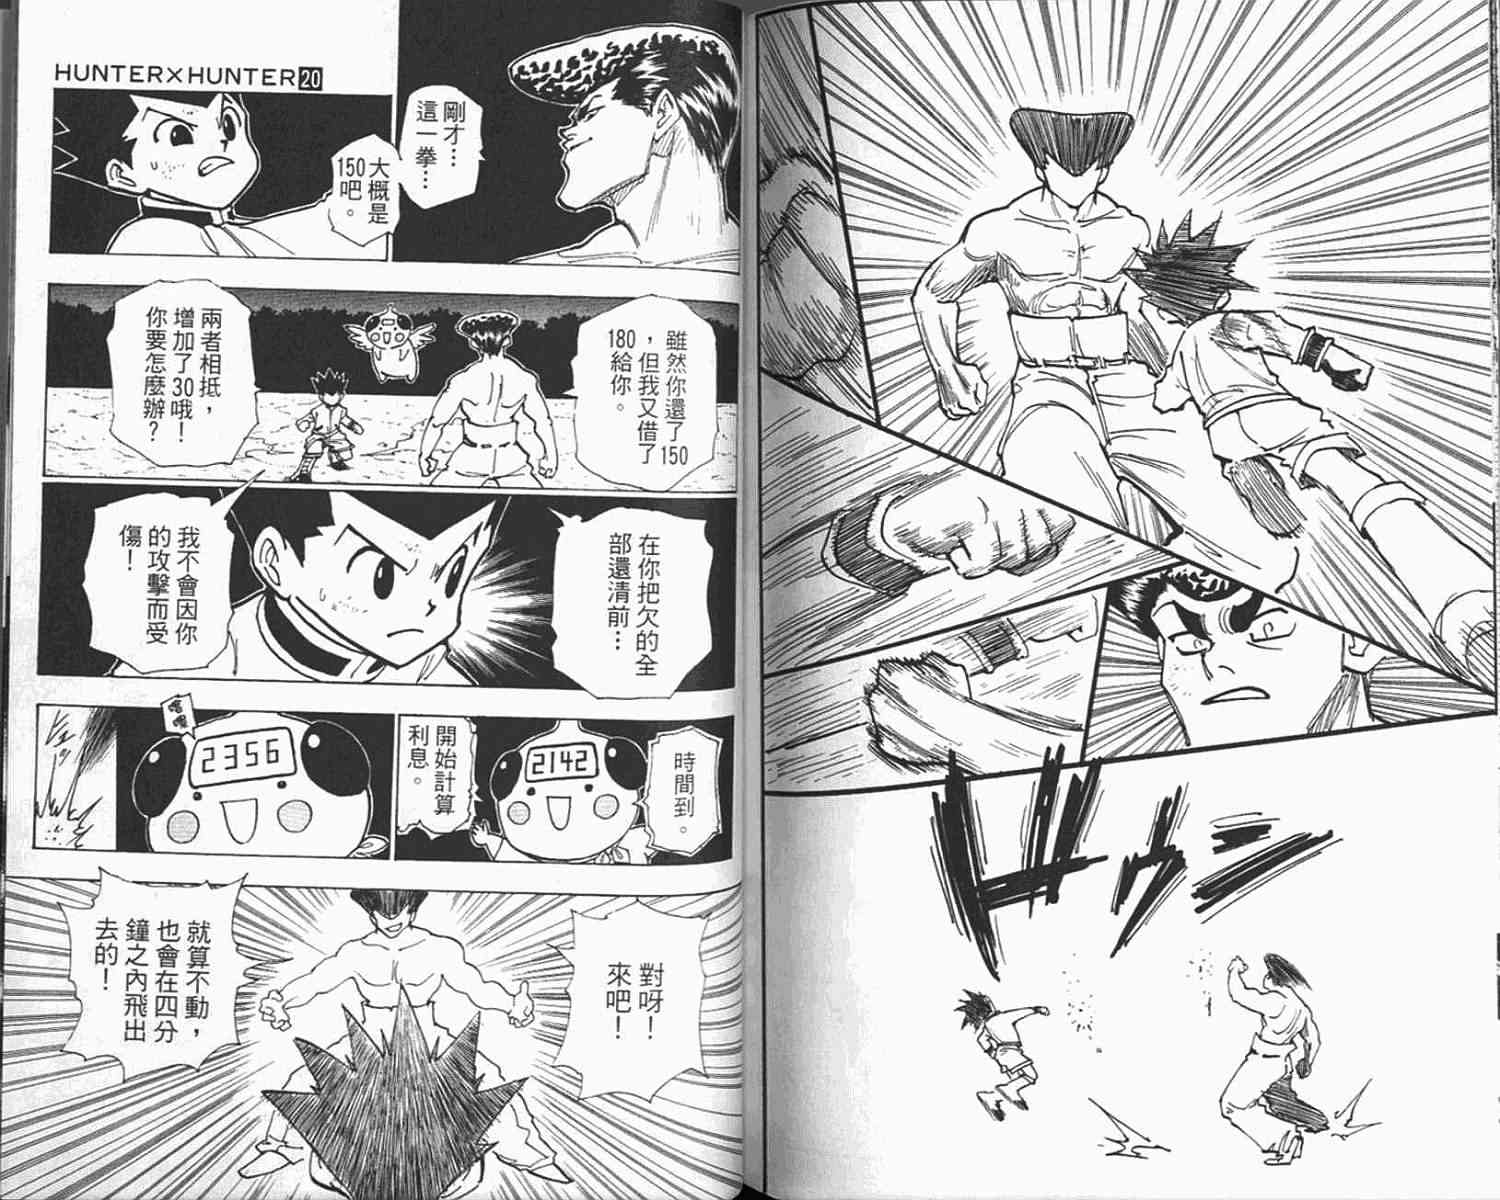 ドゥン
HUNTER×HUNTER 20
剛才…
這一拳…
大概是
150吧。
雖然你還了150
，但我又借了
180給你。
兩者相抵，
增加了30哦！
你要怎麼辦？
在你把欠的全
部還清前…
我不會因你
的攻擊而受
傷！
時間到。
2142
開始計算
利息。
2356
對呀！
來吧！
就算不動，
也會在四分
鐘之內飛出
去的！